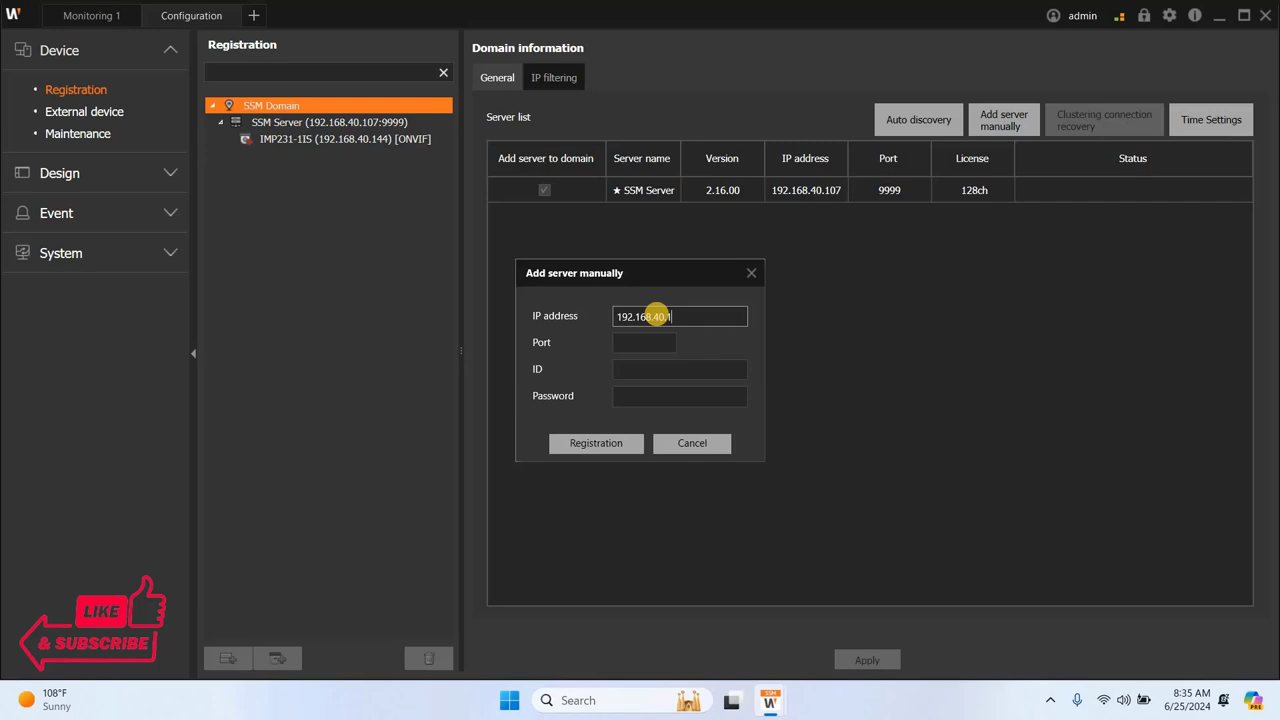 Monitoring 1
Configuration
admin
Device
Registration
External device
Maintenance
Design
Event
System
Registration
SSM Domain
SSM Server (192.168.40.107:9999)
IMP231-1IS (192.168.40.144) [ONVIF]
Domain information
General
IP filtering
Server list
Auto discovery
Add server manually
Clustering connection recovery
Time Settings
Add server to domain
Server name
Version
IP address
Port
License
Status
★ SSM Server
2.16.00
192.168.40.107
9999
128ch
Add server manually
IP address
192.168.40.1
Port
ID
Password
Registration
Cancel
Apply
LIKE
& SUBSCRIBE
108°F
Sunny
Search
SSM
8:35 AM
6/25/2024
PRE